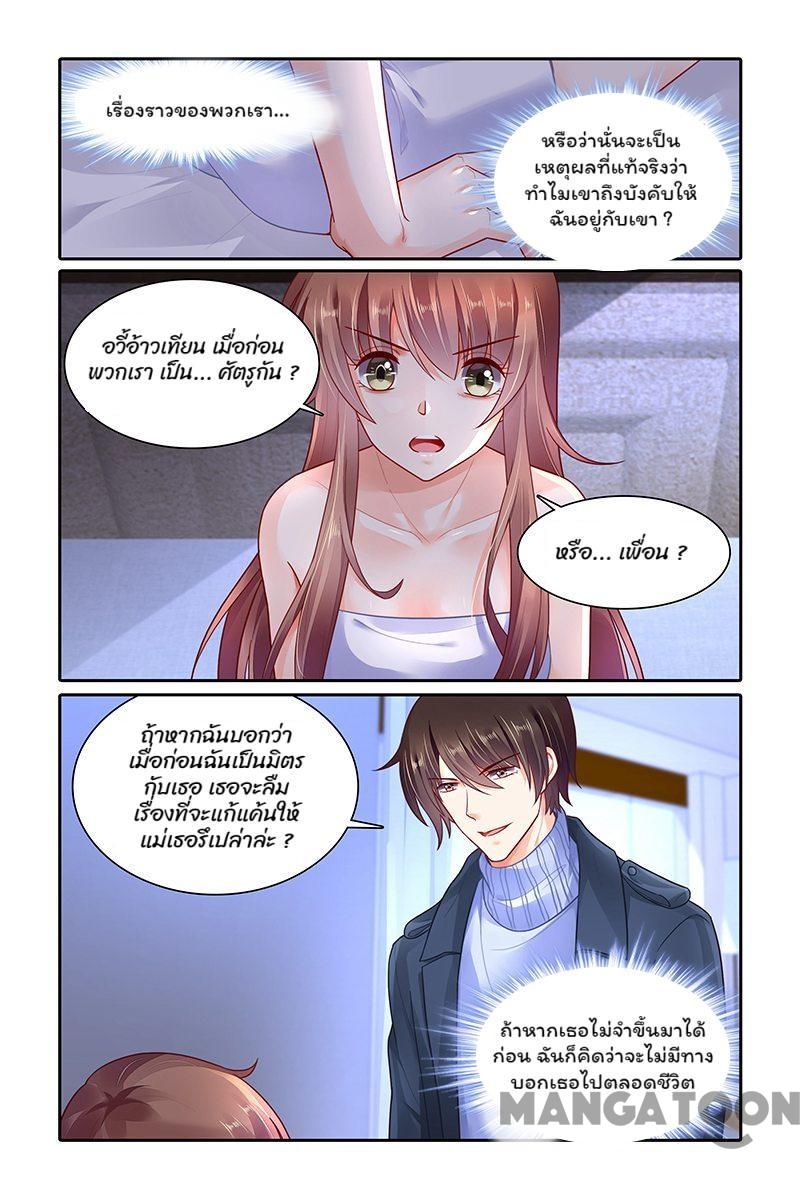 เรื่องราวของพวกเรา...
หรือว่านั่นจะเป็น
เหตุผลที่แท้จริงว่า
ทำไมเขาถึงบังคับให้
ฉันอยู่กับเขา ?
อวี้อ้าวเทียน เมื่อก่อน
พวกเรา เป็น... ศัตรูกัน ?
หรือ... เพื่อน ?
ถ้าหากฉันบอกว่า
เมื่อก่อนฉันเป็นมิตร
กับเธอ เธอจะลืม
เรื่องที่จะแก้แค้นให้
แม่เธอรึเปล่าล่ะ ?
ถ้าหากเธอไม่จำขึ้นมาได้
ก่อน ฉันก็คิดว่าจะไม่มีทาง
บอกเธอไปตลอดชีวิต
MANGATOON